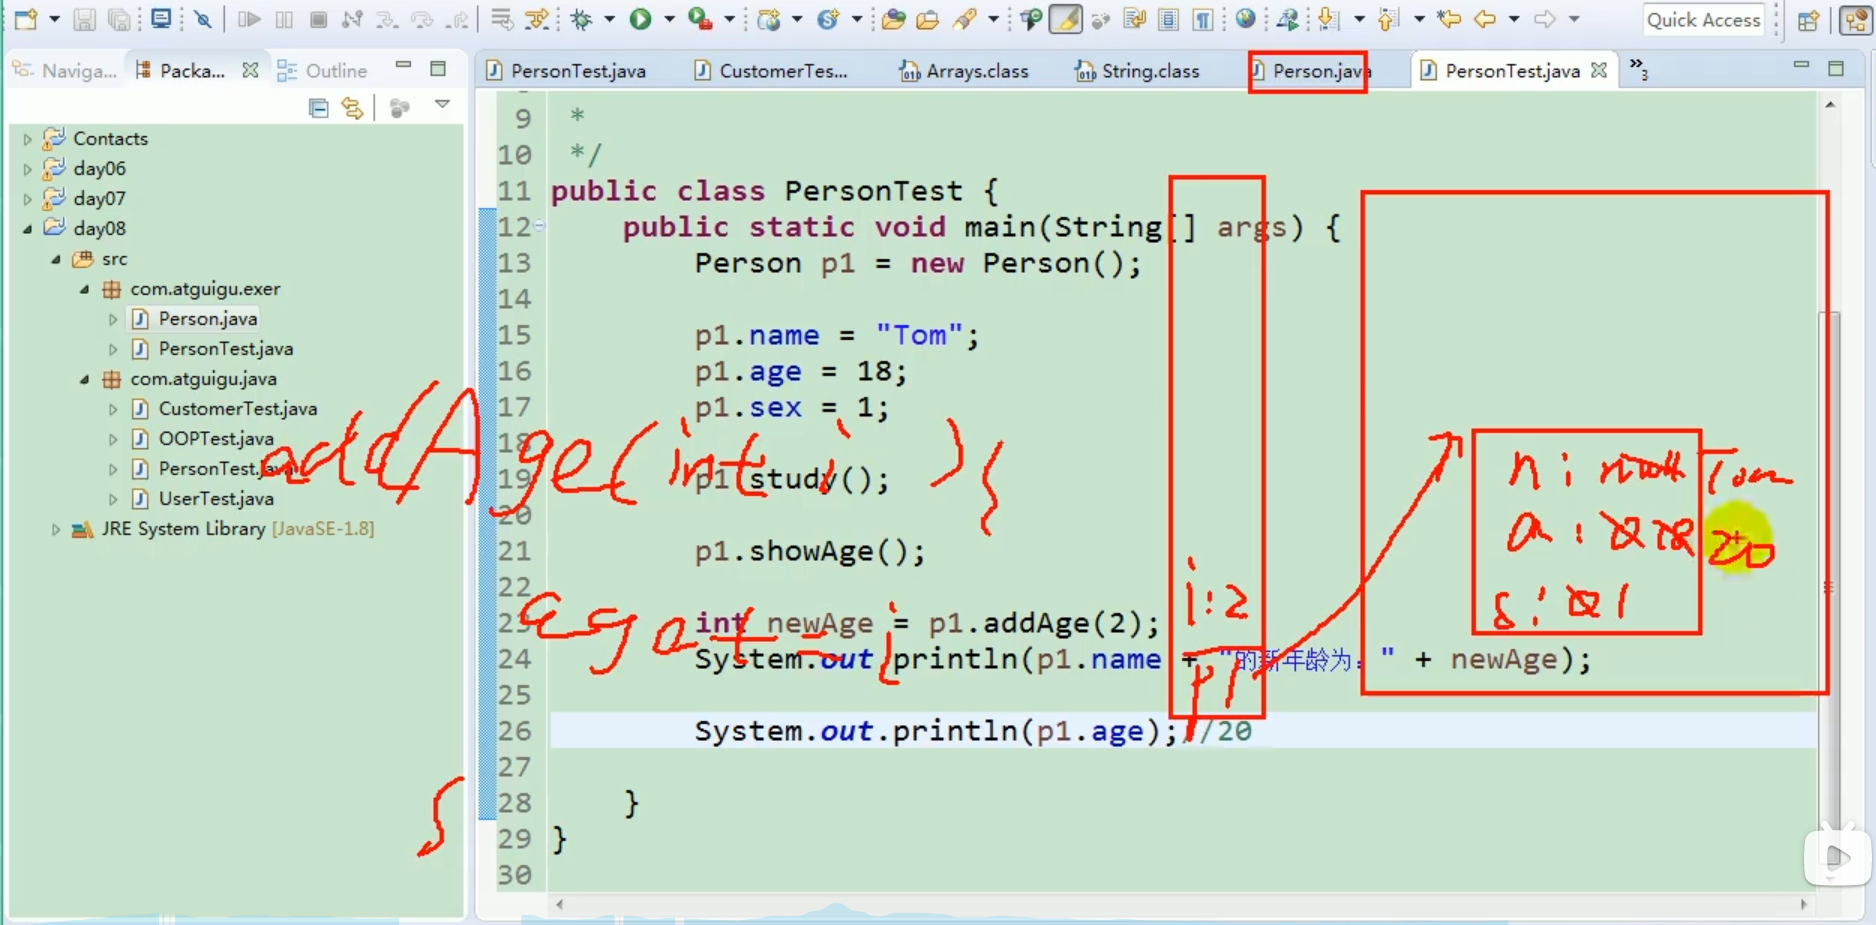 Quick Access
Naviga...
Packa...
Outline
PersonTest.java
CustomerTes...
Arrays.class
String.class
Person.java
PersonTest.java
»3
Contacts
day06
day07
day08
src
com.atguigu.exer
Person.java
PersonTest.java
com.atguigu.java
CustomerTest.java
OOPTest.java
PersonTest.java
UserTest.java
JRE System Library [JavaSE-1.8]
9 *
10 */
11 public class PersonTest {
12 public static void main(String[] args) {
13 Person p1 = new Person();
14
15 p1.name = "Tom";
16 p1.age = 18;
17 p1.sex = 1;
18
19 p1.study();
20
21 p1.showAge();
22
23 int newAge = p1.addAge(2);
24 System.out.println(p1.name + "的新年龄为：" + newAge);
25
26 System.out.println(p1.age);//20
27
28 }
29 }
30
addAge(int i){
age += i
i:2
p1
n: null Tom
a: 0 18 20
s: 0 1